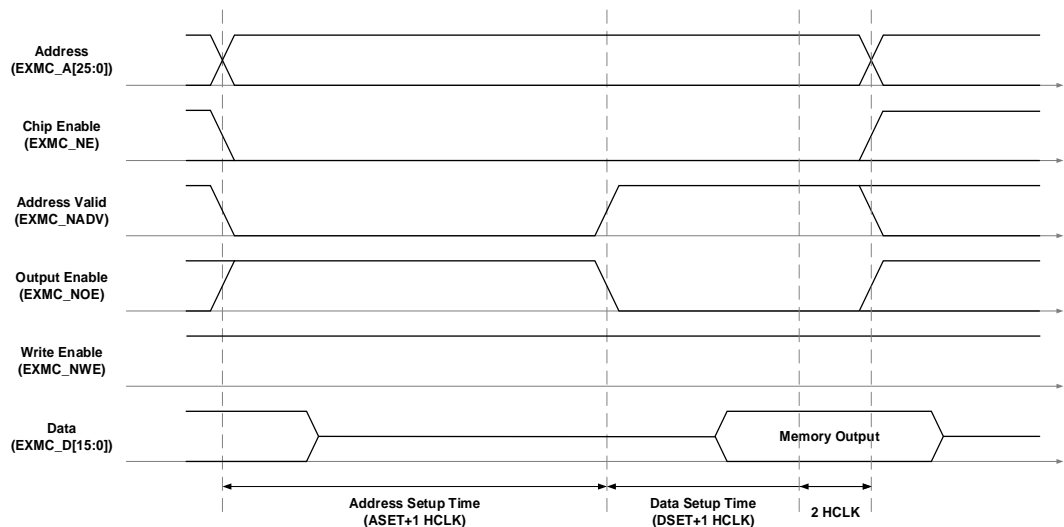 Address
(EXMC_A[25:0])
Chip Enable
(EXMC_NE)
Address Valid
(EXMC_NADV)
Output Enable
(EXMC_NOE)
Write Enable
(EXMC_NWE)
Data
(EXMC_D[15:0])
Memory Output
Address Setup Time
(ASET+1 HCLK)
Data Setup Time
(DSET+1 HCLK)
2 HCLK